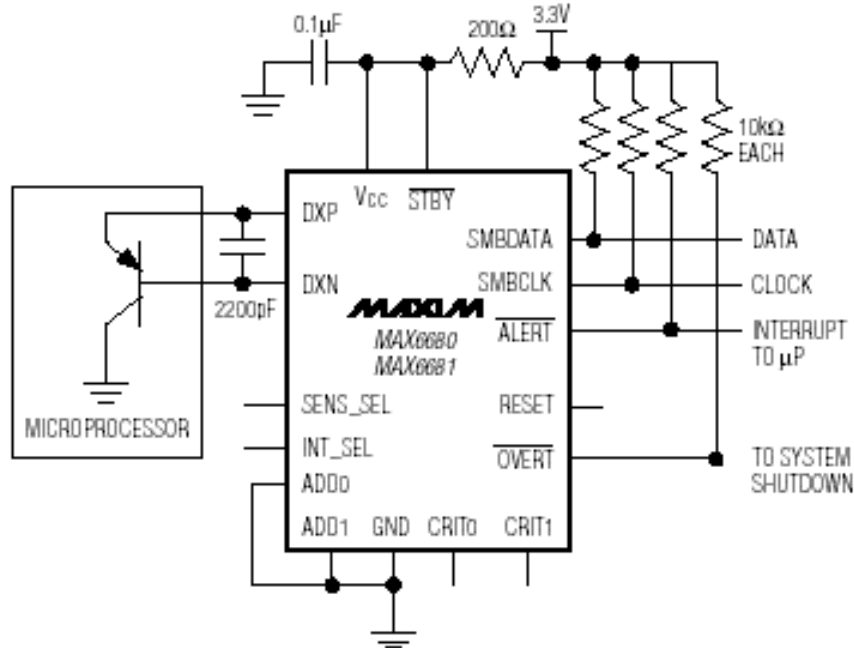 0.1μF
200Ω
3.3V
10kΩ
EACH
DXP
VCC
STBY
SMBDATA
DATA
2200pF
DXN
SMBCLK
CLOCK
MAXIM
MAX6680
MAX6681
ALERT
INTERRUPT
TO μP
MICROPROCESSOR
SENS_SEL
RESET
INT_SEL
OVERT
TO SYSTEM
SHUTDOWN
ADD0
ADD1
GND
CRIT0
CRIT1